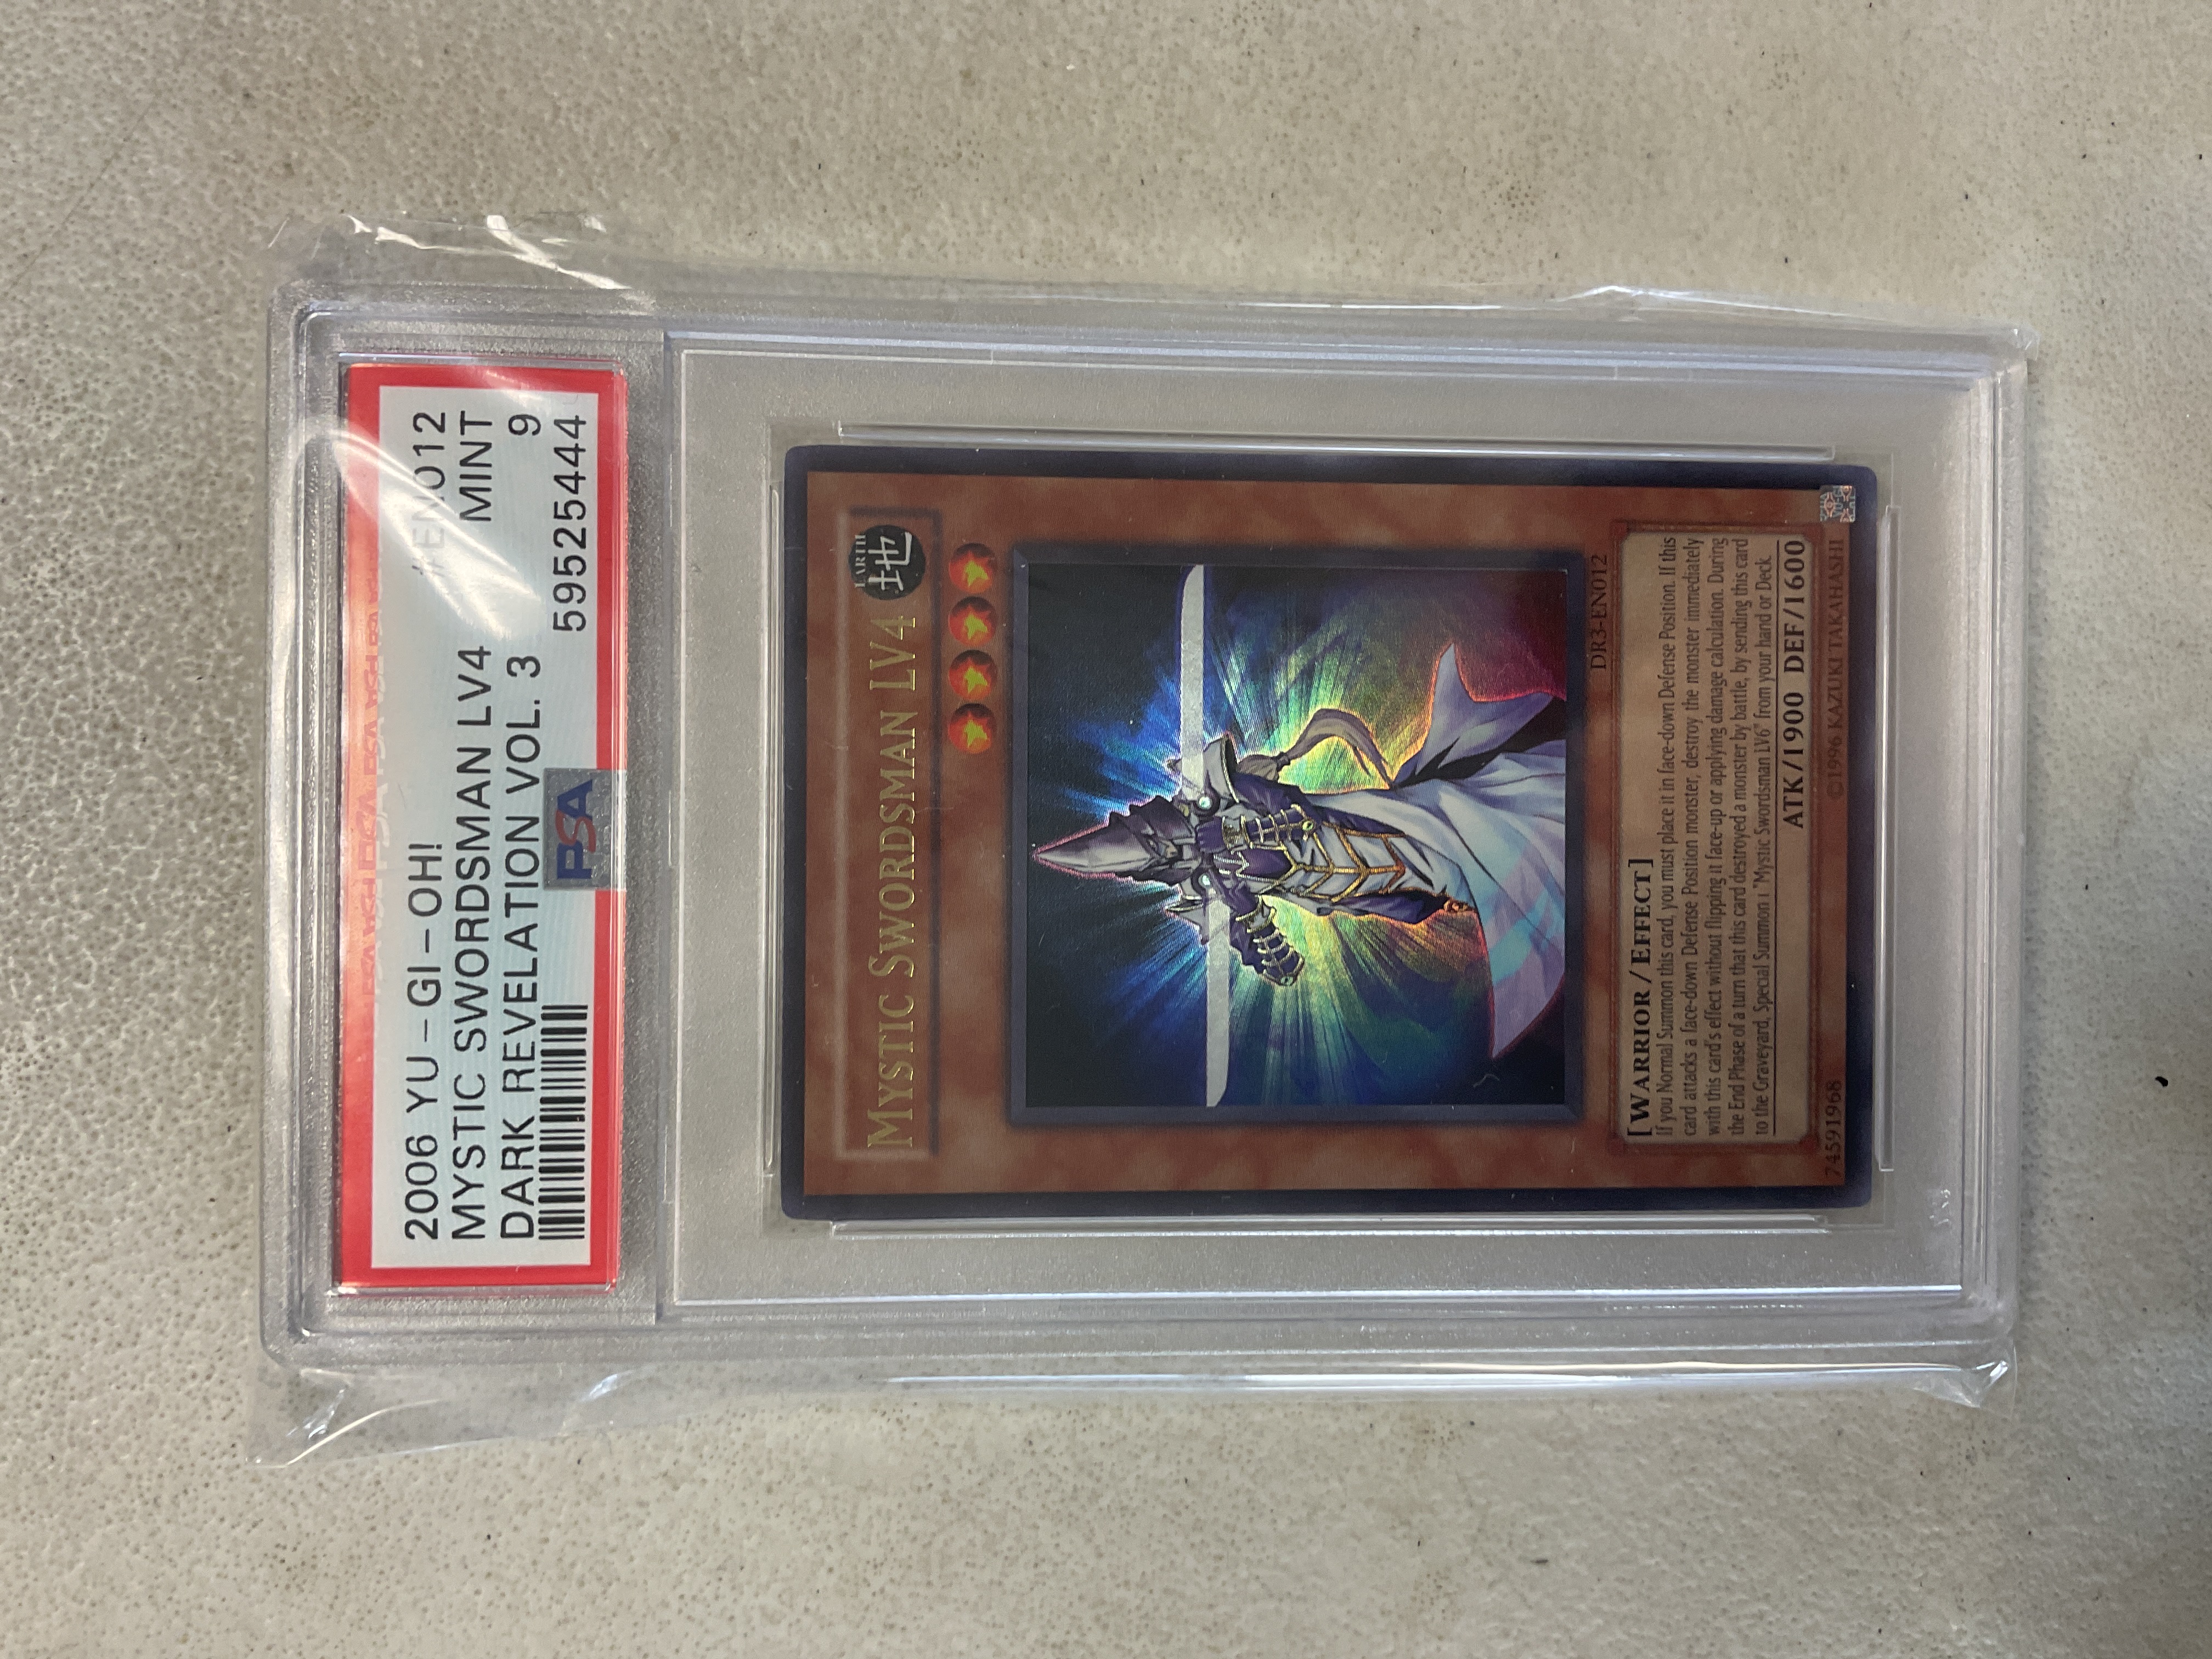 2006 YU-GI-OH! #EN012
MYSTIC SWORDSMAN LV4 MINT
DARK REVELATION VOL. 3 9
PSA 59525444
MYSTIC SWORDSMAN LV4
EARTH
地
DR3-EN012
[WARRIOR/EFFECT]
If you Normal Summon this card, you must place it in face-down Defense Position. If this
card attacks a face-down Defense Position monster, destroy the monster immediately
with this card's effect without flipping it face-up or applying damage calculation. During
the End Phase of a turn that this card destroyed a monster by battle, by sending this card
to the Graveyard, Special Summon 1 "Mystic Swordsman LV6" from your hand or Deck.
ATK/1900 DEF/1600
74591968 ©1996 KAZUKI TAKAHASHI